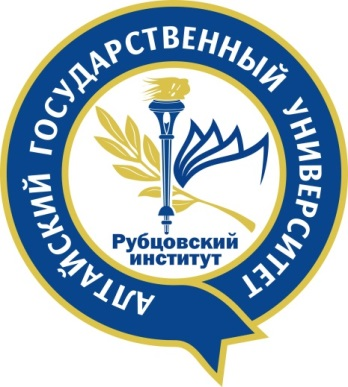 АЛТАЙСКИЙ ГОСУДАРСТВЕННЫЙ УНИВЕРСИТЕТ
Рубцовский
институт